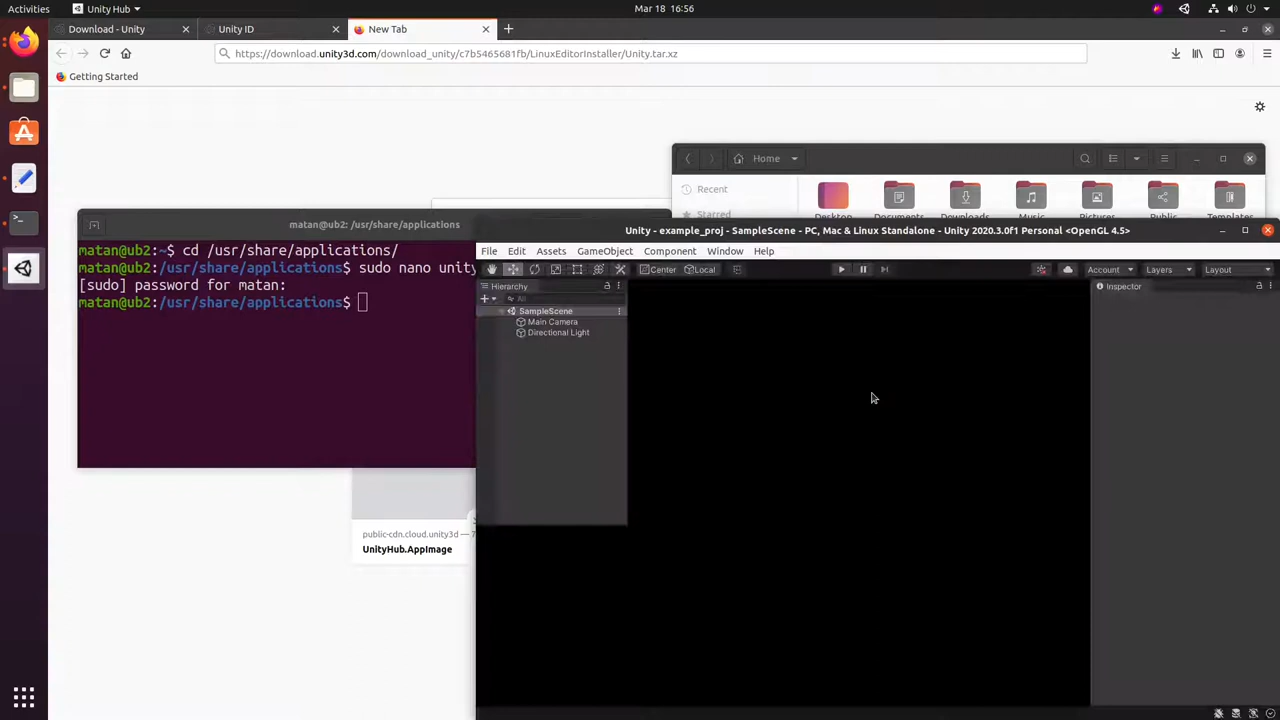 Activities
Unity Hub
Mar 18 16:56
Download - Unity
Unity ID
New Tab
https://download.unity3d.com/download_unity/c7b5465681fb/LinuxEditorInstaller/Unity.tar.xz
Getting Started
Home
Recent
Starred
Desktop
Documents
Downloads
Music
Pictures
Public
Templates
matan@ub2: /usr/share/applications
matan@ub2:~$ cd /usr/share/applications/
matan@ub2:/usr/share/applications$ sudo nano unity
[sudo] password for matan:
matan@ub2:/usr/share/applications$
public-cdn.cloud.unity3d — 7
UnityHub.AppImage
Unity - example_proj - SampleScene - PC, Mac & Linux Standalone - Unity 2020.3.0f1 Personal <OpenGL 4.5>
File Edit Assets GameObject Component Window Help
Center Local
Account Layers Layout
Hierarchy
All
SampleScene
Main Camera
Directional Light
Inspector